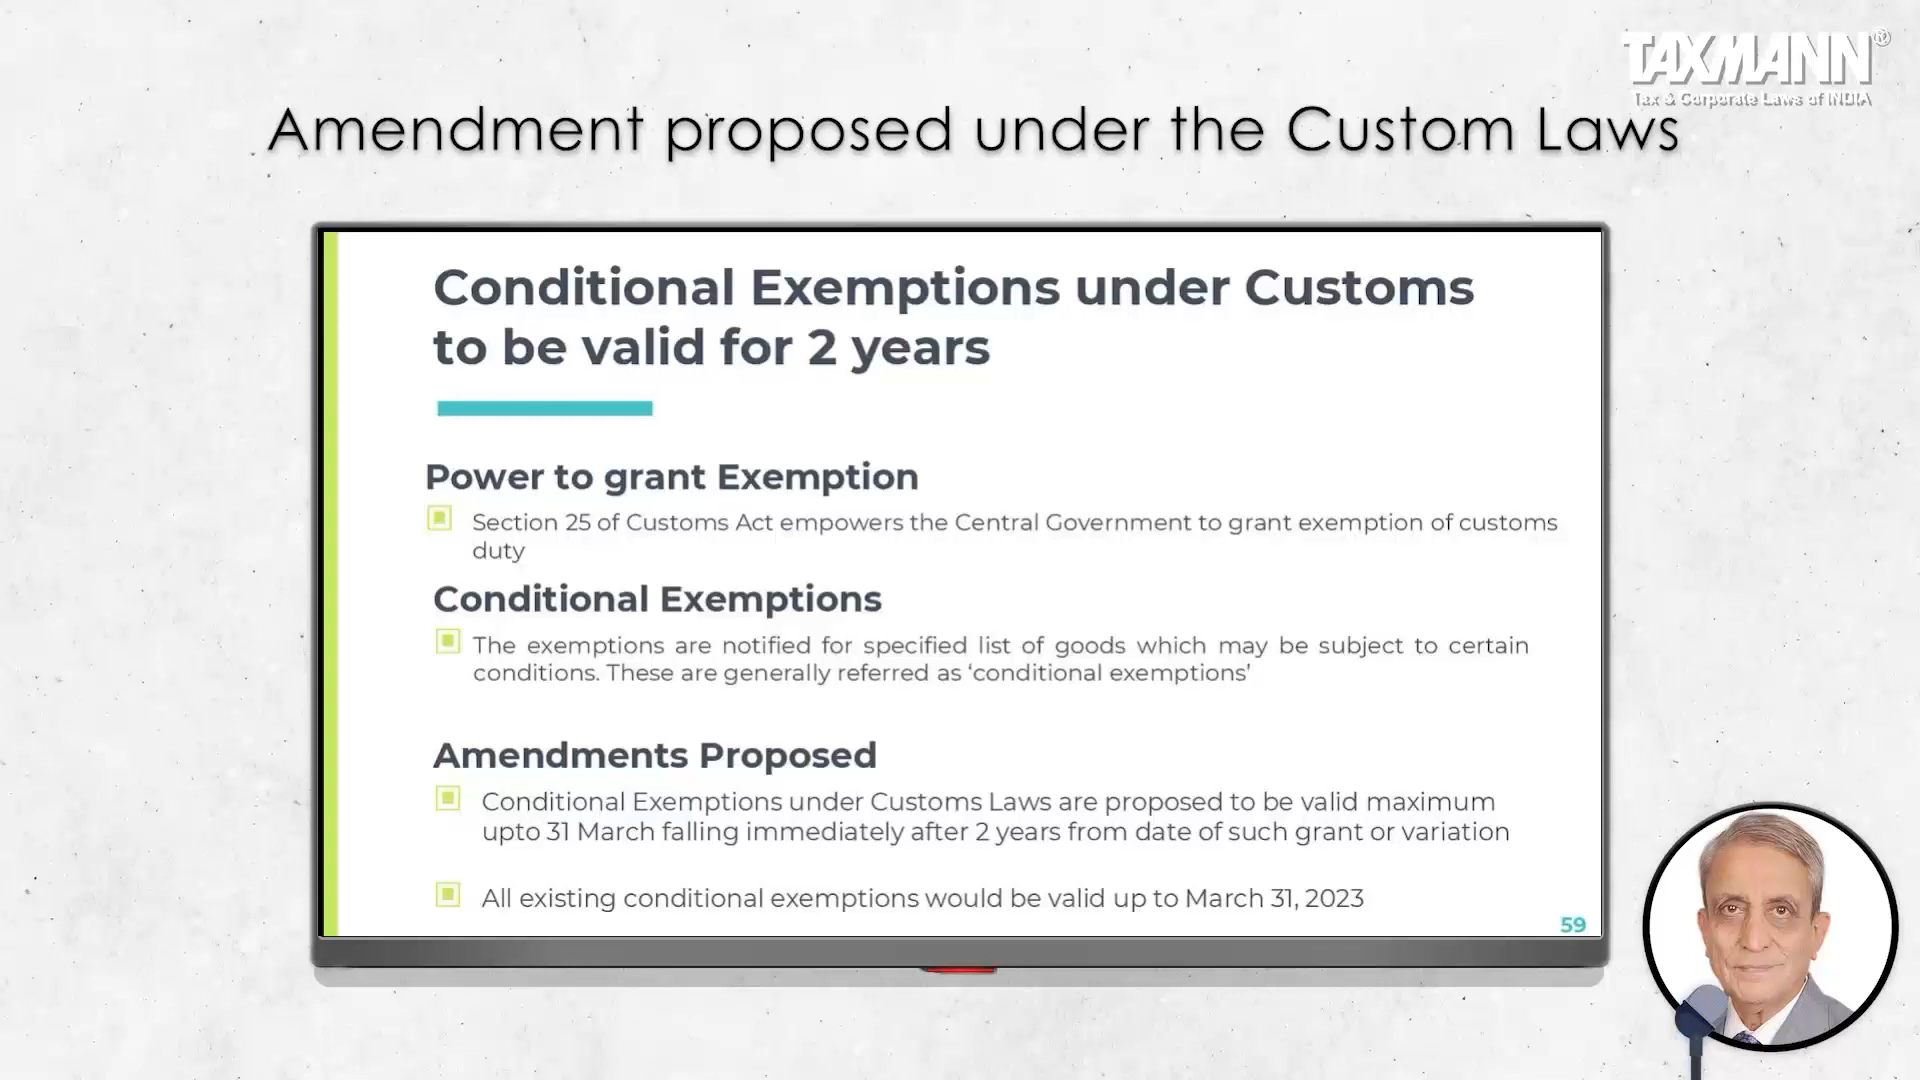 TAXMANN®
Tax & Corporate Laws of INDIA
Amendment proposed under the Custom Laws
Conditional Exemptions under Customs
to be valid for 2 years
Power to grant Exemption
Section 25 of Customs Act empowers the Central Government to grant exemption of customs
duty
Conditional Exemptions
The exemptions are notified for specified list of goods which may be subject to certain
conditions. These are generally referred as ‘conditional exemptions’
Amendments Proposed
Conditional Exemptions under Customs Laws are proposed to be valid maximum
upto 31 March falling immediately after 2 years from date of such grant or variation
All existing conditional exemptions would be valid up to March 31, 2023
59